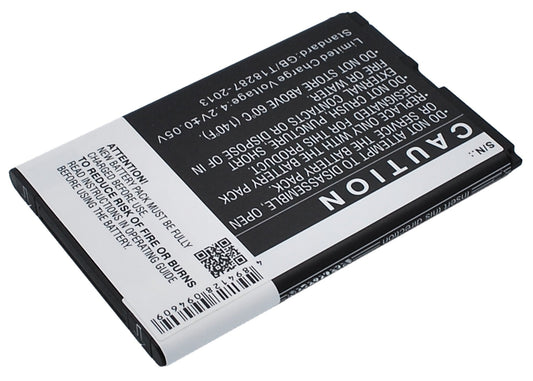 S/N.:
CAUTION
•DO NOT ATTEMPT TO DISASSEMBLE, OPEN
OR SERVICE THE BATTERY PACK
•REPLACE ONLY WITH THE BATTERY PACK
DESIGNATED FOR THIS PRODUCT.
•DO NOT CRUSH, PUNCTURE, SHORT
EXTERNAL CONTACTS OR DISPOSE OF
IN FIRE OR WATER
•DO NOT STORE ABOVE 60°C (140°F).
Limited Charge Voltage:4.2V±0.05V
Standard:GB/T18287-2013
insert this direction
•NEW BATTERY PACK MUST BE FULLY
CHARGED BEFORE USE.
•TO REDUCE RISK OF FIRE OR BURNS
INSTRUCTIONS IN OPERATING GUIDE
BEFORE USING THE BATTERY.
4894128094609